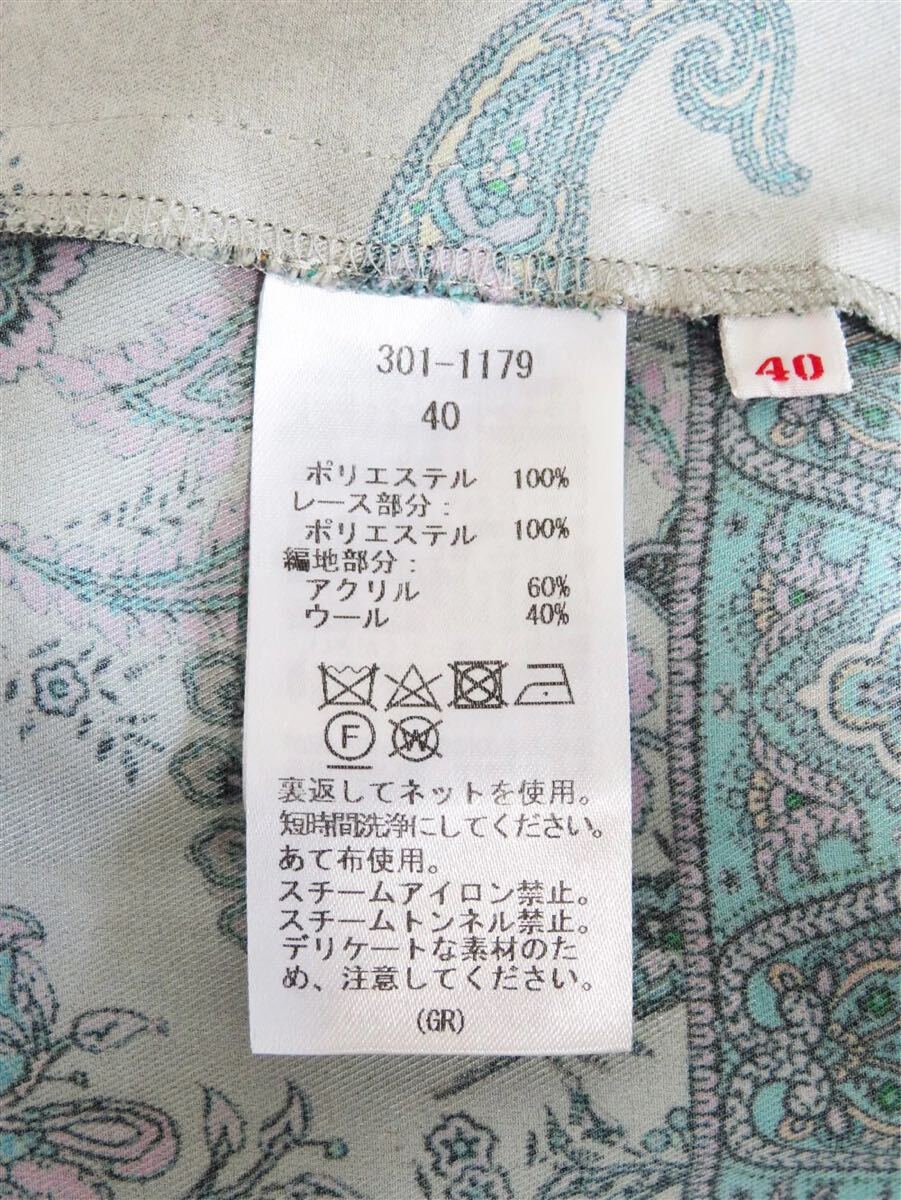 301-1179
40
40
ポリエステル 100%
レース部分:
ポリエステル 100%
編地部分:
アクリル 60%
ウール 40%
F W
裏返してネットを使用。
短時間洗浄にしてください。
あて布使用。
スチームアイロン禁止。
スチームトンネル禁止。
デリケートな素材のた
め、注意してください。
(GR)